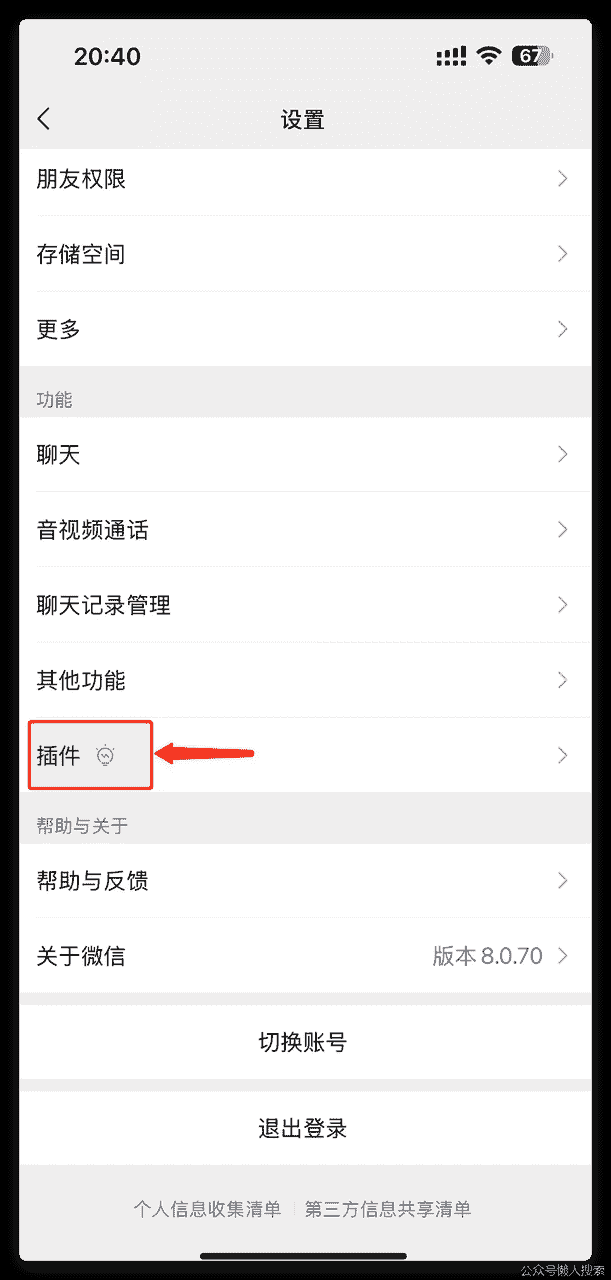 20:40
67
设置
朋友权限
存储空间
更多
功能
聊天
音视频通话
聊天记录管理
其他功能
插件
帮助与关于
帮助与反馈
关于微信 版本 8.0.70
切换账号
退出登录
个人信息收集清单 第三方信息共享清单
公众号懒人搜索